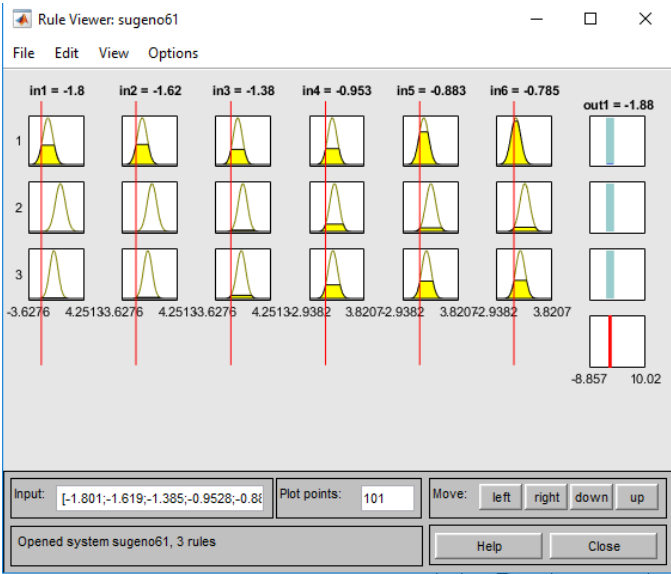 Rule Viewer: sugeno61
File Edit View Options
in1 = -1.8 in2 = -1.62 in3 = -1.38 in4 = -0.953 in5 = -0.883 in6 = -0.785
out1 = -1.88
1
2
3
-3.6276 4.2513 -3.6276 4.2513 -3.6276 4.2513 -2.9382 3.8207 -2.9382 3.8207 -2.9382 3.8207
-8.857 10.02
Input: [-1.801;-1.619;-1.385;-0.9528;-0.88 Plot points: 101 Move: left right down up
Opened system sugeno61, 3 rules Help Close